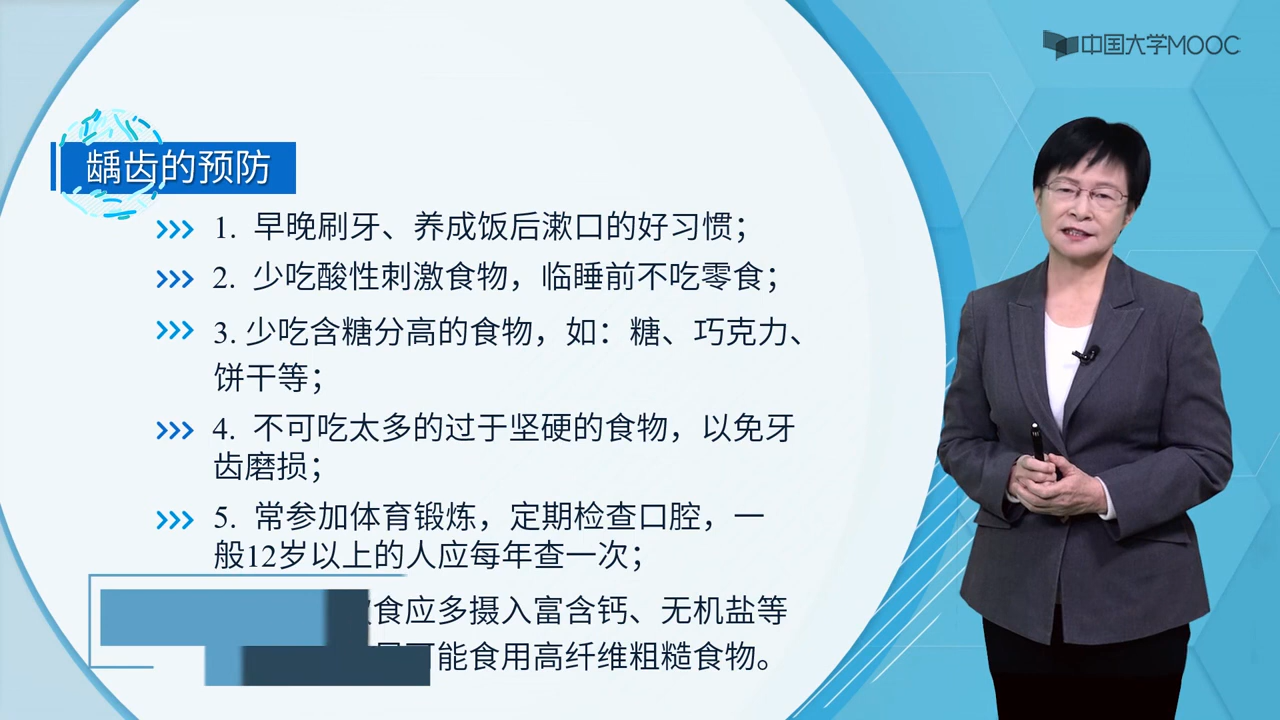 中国大学MOOC
龋齿的预防
1. 早晚刷牙、养成饭后漱口的好习惯；
2. 少吃酸性刺激食物，临睡前不吃零食；
3. 少吃含糖分高的食物，如：糖、巧克力、
饼干等；
4. 不可吃太多的过于坚硬的食物，以免牙
齿磨损；
5. 常参加体育锻炼，定期检查口腔，一
般12岁以上的人应每年查一次；
食应多摄入富含钙、无机盐等
可能食用高纤维粗糙食物。